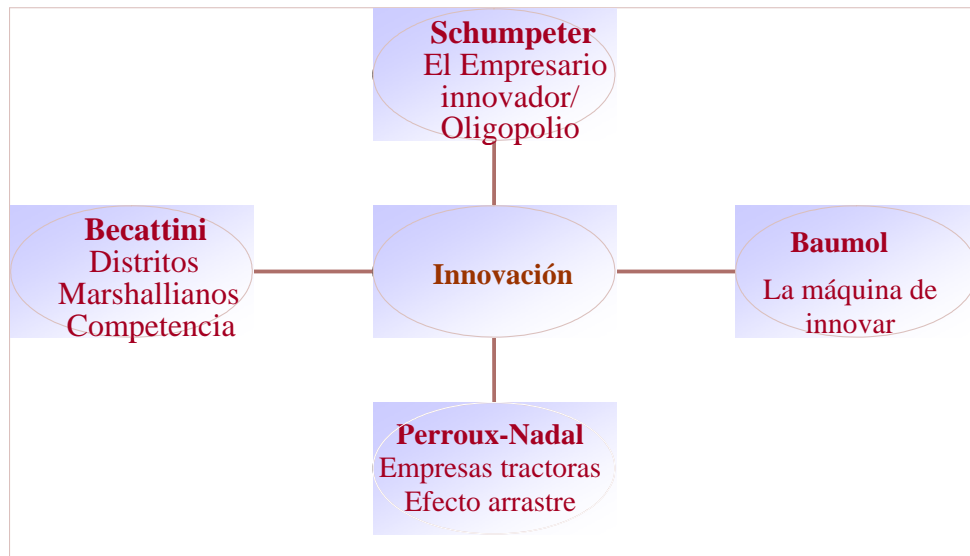 Schumpeter
El Empresario
innovador/
Oligopolio
Becattini
Distritos
Marshallianos
Competencia
Innovación
Baumol
La máquina de
innovar
Perroux-Nadal
Empresas tractoras
Efecto arrastre